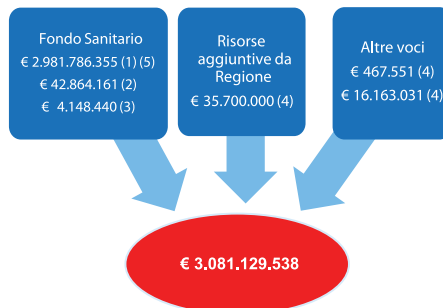 Fondo Sanitario
€ 2.981.786.355 (1) (5)
€ 42.864.161 (2)
€ 4.148.440 (3)
Risorse
aggiuntive da
Regione
€ 35.700.000 (4)
Altre voci
€ 467.551 (4)
€ 16.163.031 (4)
€ 3.081.129.538